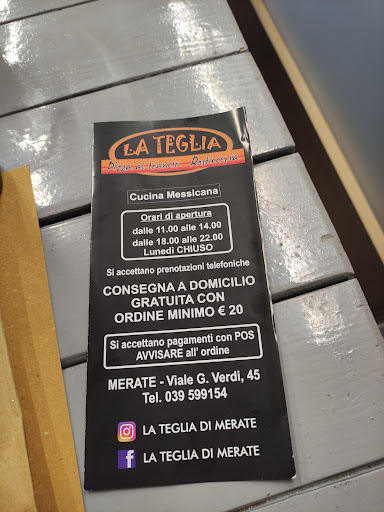 LA TEGLIA
Pizza al trancio - Rosticceria
Cucina Messicana
Orari di apertura
dalle 11.00 alle 14.00
dalle 18.00 alle 22.00
Lunedì CHIUSO
Si accettano prenotazioni telefoniche
CONSEGNA A DOMICILIO
GRATUITA CON
ORDINE MINIMO € 20
Si accettano pagamenti con POS
AVVISARE all' ordine
MERATE - Viale G. Verdi, 45
Tel. 039 599154
LA TEGLIA DI MERATE
LA TEGLIA DI MERATE